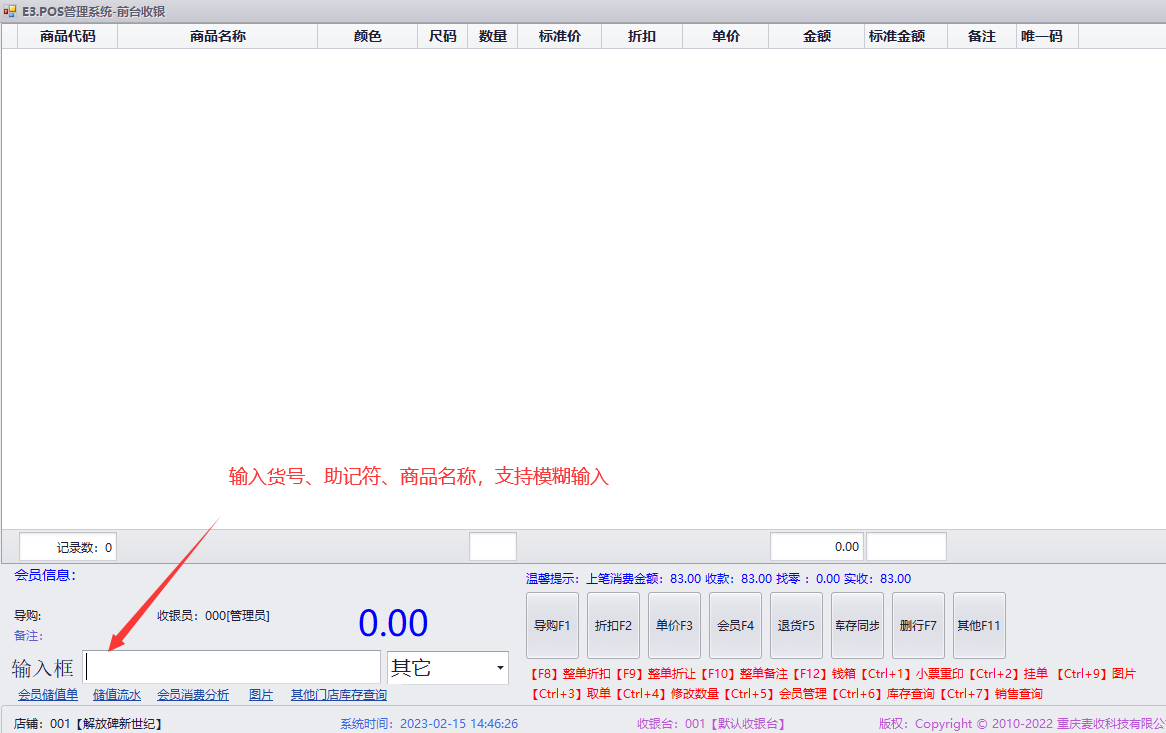 E3.POS管理系统-前台收银
商品代码 商品名称 颜色 尺码 数量 标准价 折扣 单价 金额 标准金额 备注 唯一码
输入货号、助记符、商品名称，支持模糊输入
记录数：0 0.00
会员信息：
温馨提示：上笔消费金额：83.00 收款：83.00 找零 ：0.00 实收：83.00
导购: 收银员：000[管理员] 0.00
备注:
导购F1 折扣F2 单价F3 会员F4 退货F5 库存同步 删行F7 其他F11
输入框 其它
【F8】整单折扣【F9】整单折让【F10】整单备注【F12】钱箱【Ctrl+1】小票重印【Ctrl+2】挂单 【Ctrl+9】图片
【Ctrl+3】取单【Ctrl+4】修改数量【Ctrl+5】会员管理【Ctrl+6】库存查询【Ctrl+7】销售查询
会员储值单 储值流水 会员消费分析 图片 其他门店库存查询
店铺：001【解放碑新世纪】 系统时间：2023-02-15 14:46:26 收银台：001【默认收银台】 版权：Copyright © 2010-2022 重庆麦收科技有限公